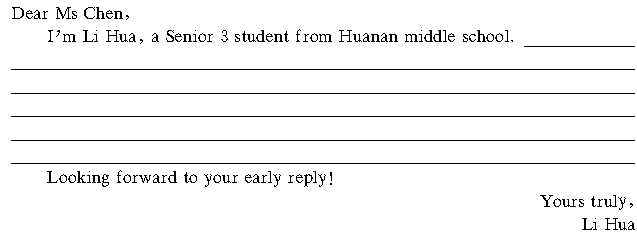 Dear Ms Chen,
I'm Li Hua, a Senior 3 student from Huanan middle school.
Looking forward to your early reply!
Yours truly,
Li Hua